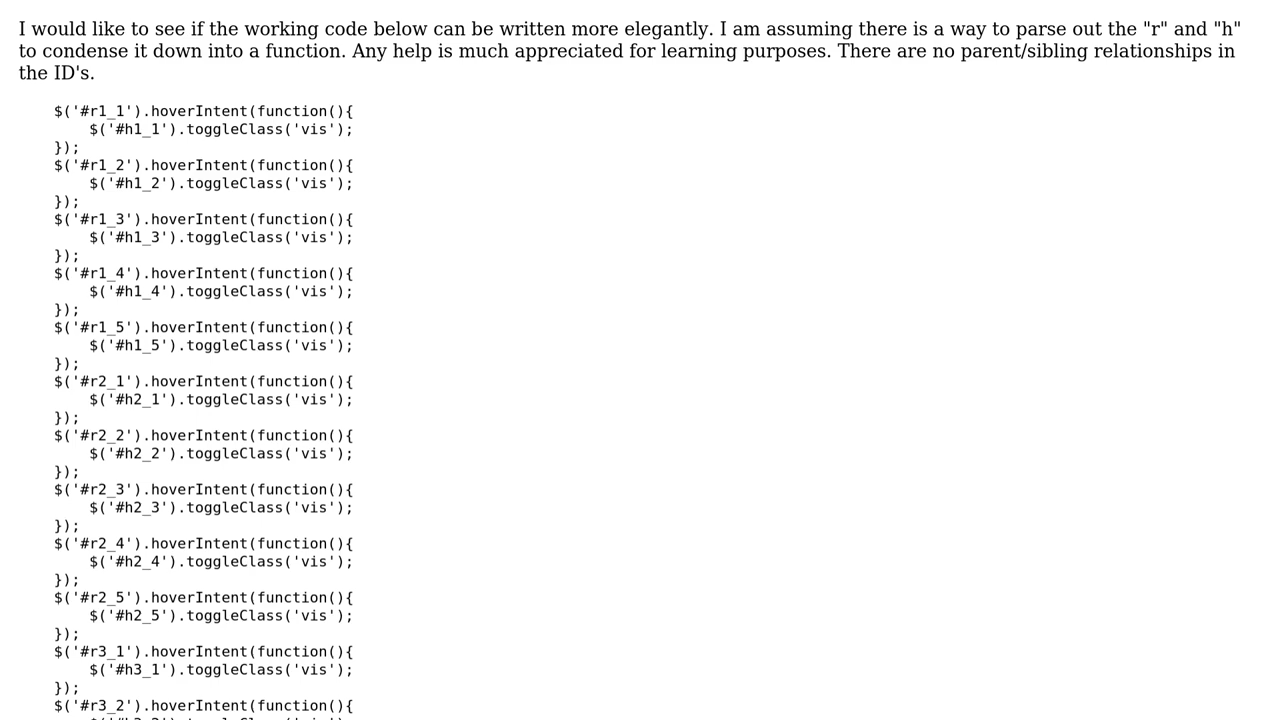 I would like to see if the working code below can be written more elegantly. I am assuming there is a way to parse out the "r" and "h"
to condense it down into a function. Any help is much appreciated for learning purposes. There are no parent/sibling relationships in
the ID's.
$('#r1_1').hoverIntent(function(){
    $('#h1_1').toggleClass('vis');
});
$('#r1_2').hoverIntent(function(){
    $('#h1_2').toggleClass('vis');
});
$('#r1_3').hoverIntent(function(){
    $('#h1_3').toggleClass('vis');
});
$('#r1_4').hoverIntent(function(){
    $('#h1_4').toggleClass('vis');
});
$('#r1_5').hoverIntent(function(){
    $('#h1_5').toggleClass('vis');
});
$('#r2_1').hoverIntent(function(){
    $('#h2_1').toggleClass('vis');
});
$('#r2_2').hoverIntent(function(){
    $('#h2_2').toggleClass('vis');
});
$('#r2_3').hoverIntent(function(){
    $('#h2_3').toggleClass('vis');
});
$('#r2_4').hoverIntent(function(){
    $('#h2_4').toggleClass('vis');
});
$('#r2_5').hoverIntent(function(){
    $('#h2_5').toggleClass('vis');
});
$('#r3_1').hoverIntent(function(){
    $('#h3_1').toggleClass('vis');
});
$('#r3_2').hoverIntent(function(){